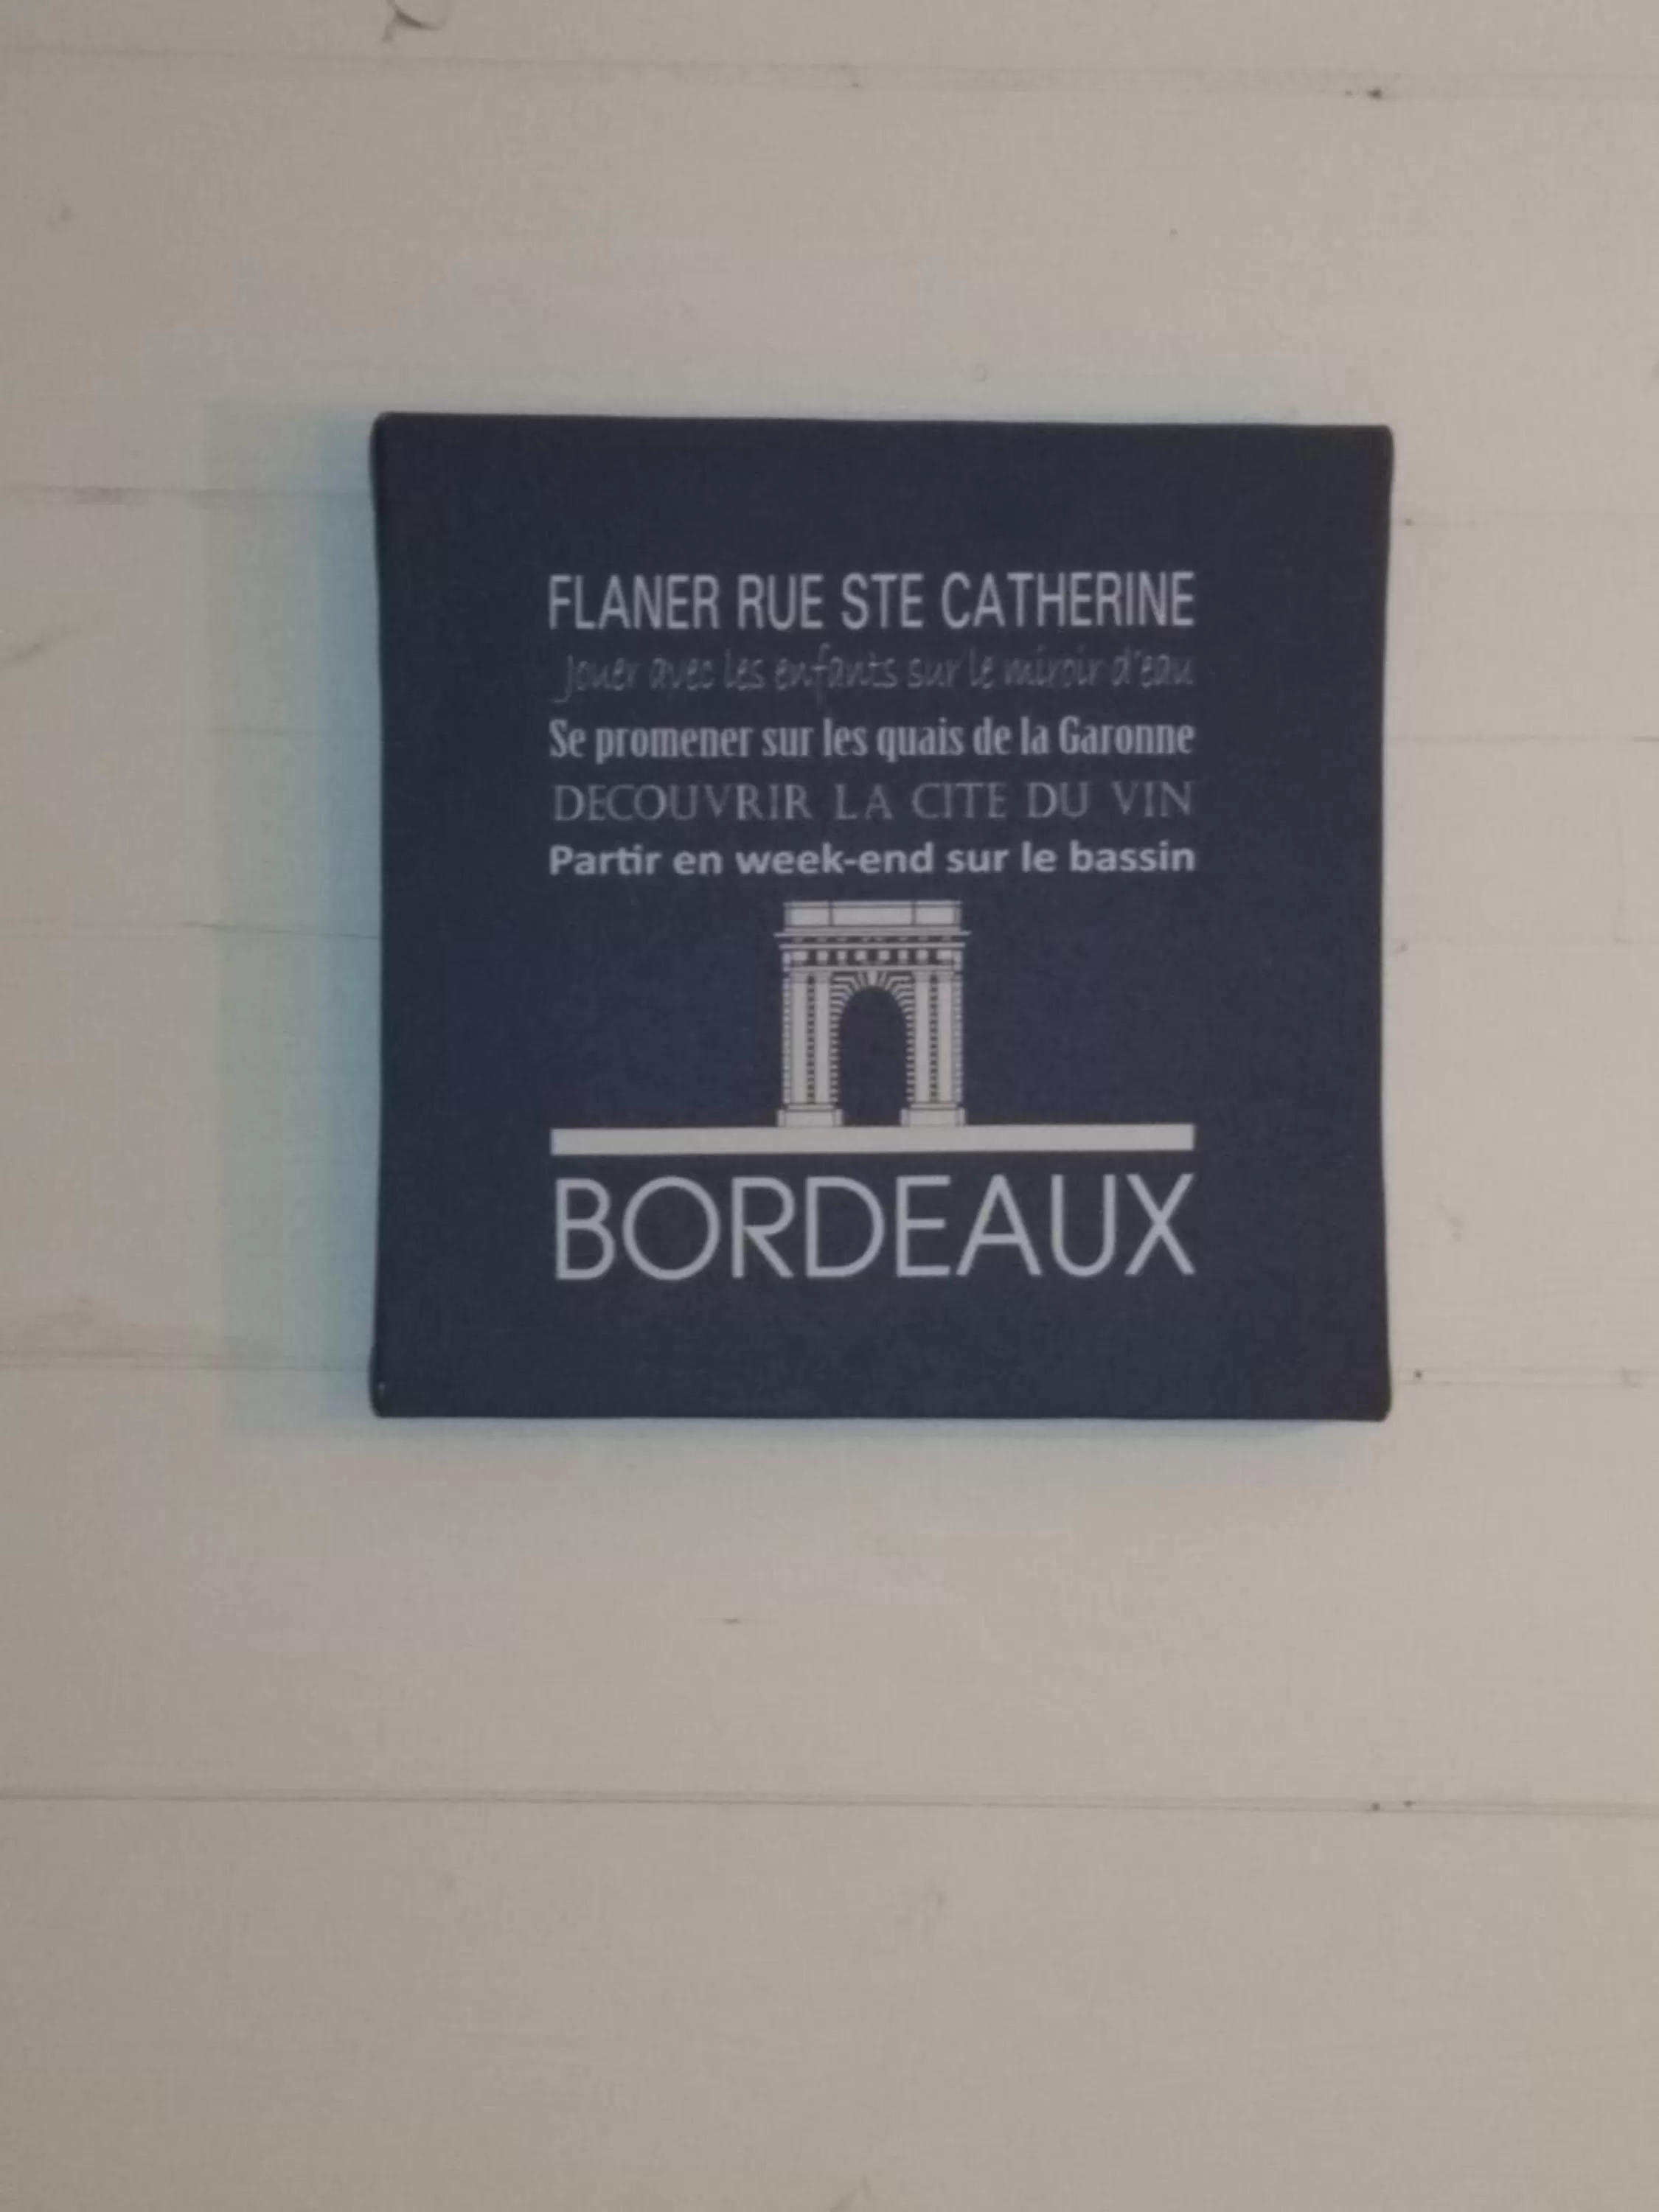 FLANER RUE STE CATHERINE
Jouer avec les enfants sur le miroir d'eau
Se promener sur les quais de la Garonne
DECOUVRIR LA CITE DU VIN
Partir en week-end sur le bassin
BORDEAUX